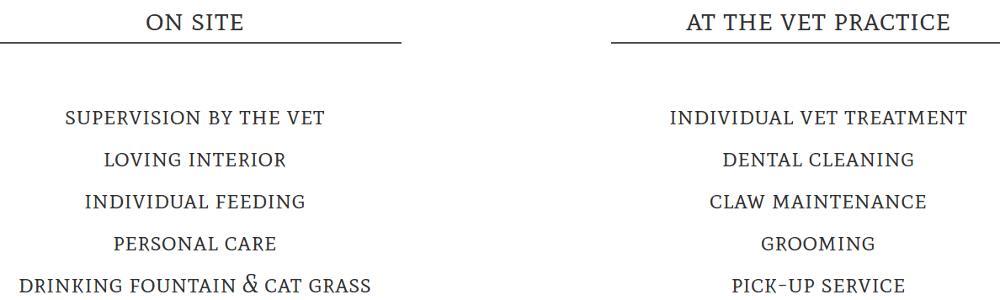 ON SITE
SUPERVISION BY THE VET
LOVING INTERIOR
INDIVIDUAL FEEDING
PERSONAL CARE
DRINKING FOUNTAIN & CAT GRASS
AT THE VET PRACTICE
INDIVIDUAL VET TREATMENT
DENTAL CLEANING
CLAW MAINTENANCE
GROOMING
PICK-UP SERVICE